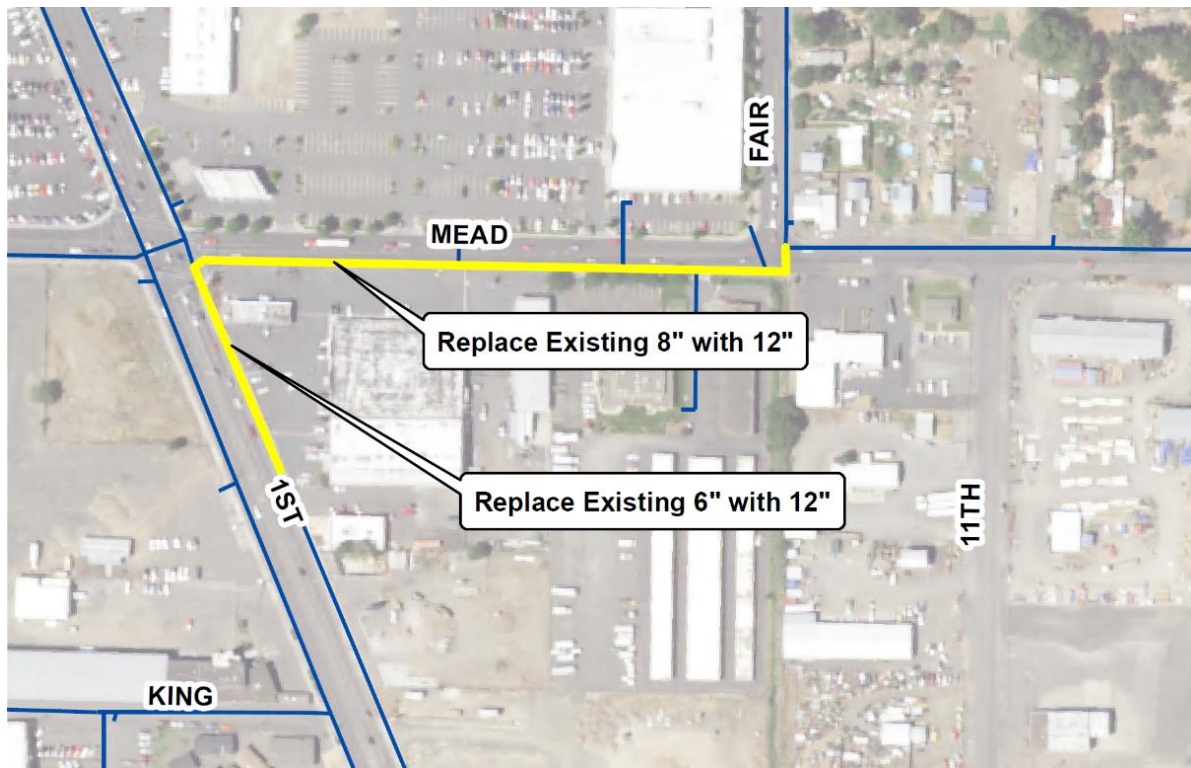 FAIR
MEAD
Replace Existing 8" with 12"
Replace Existing 6" with 12"
1ST
11TH
KING